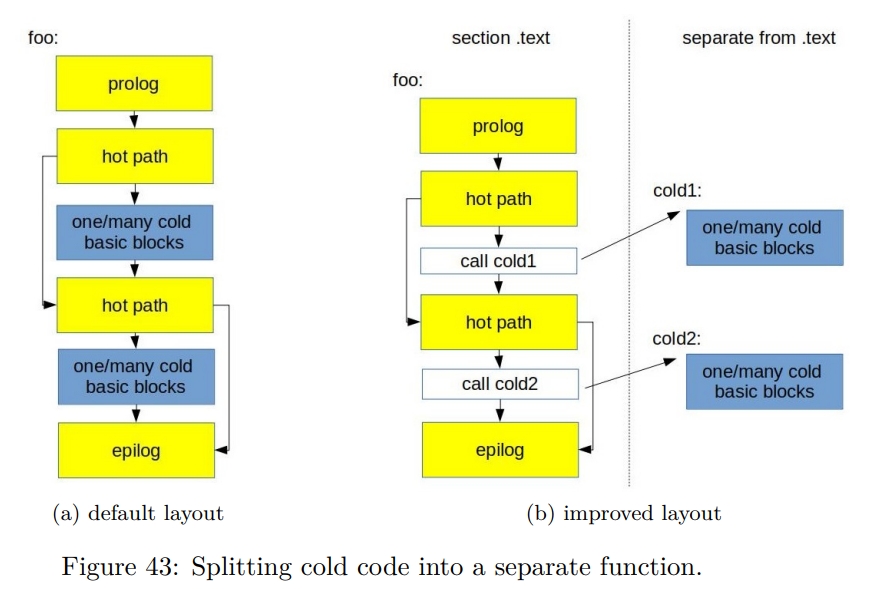 foo:
prolog
hot path
one/many cold
basic blocks
hot path
one/many cold
basic blocks
epilog
(a) default layout
section .text
separate from .text
foo:
prolog
hot path
call cold1
hot path
call cold2
epilog
cold1:
one/many cold
basic blocks
cold2:
one/many cold
basic blocks
(b) improved layout
Figure 43: Splitting cold code into a separate function.